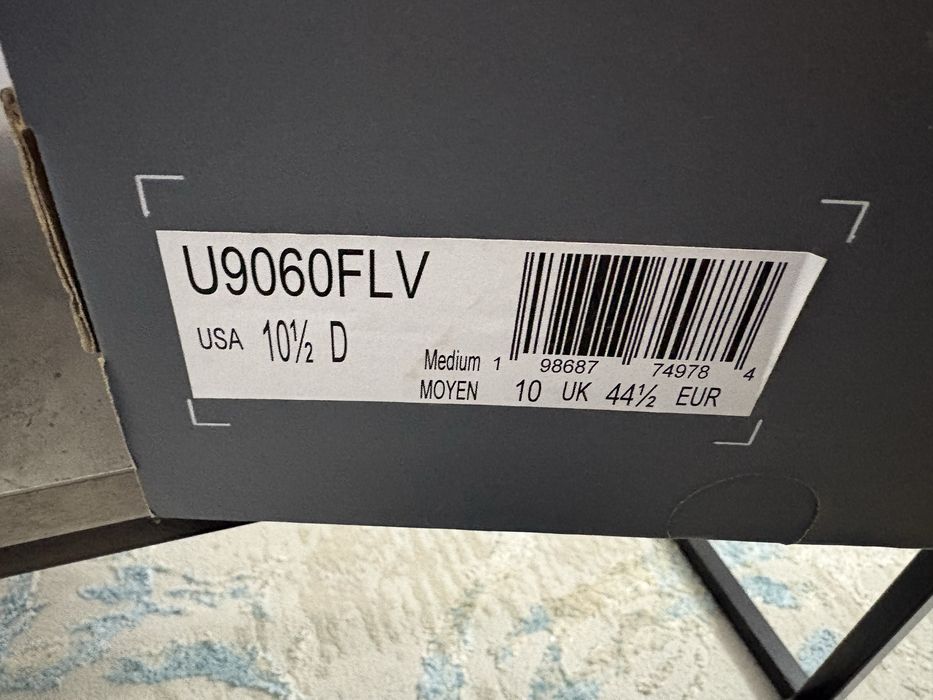 U9060FLV
USA 10½ D
Medium
MOYEN
1 98687 74978 4
10 UK 44½ EUR